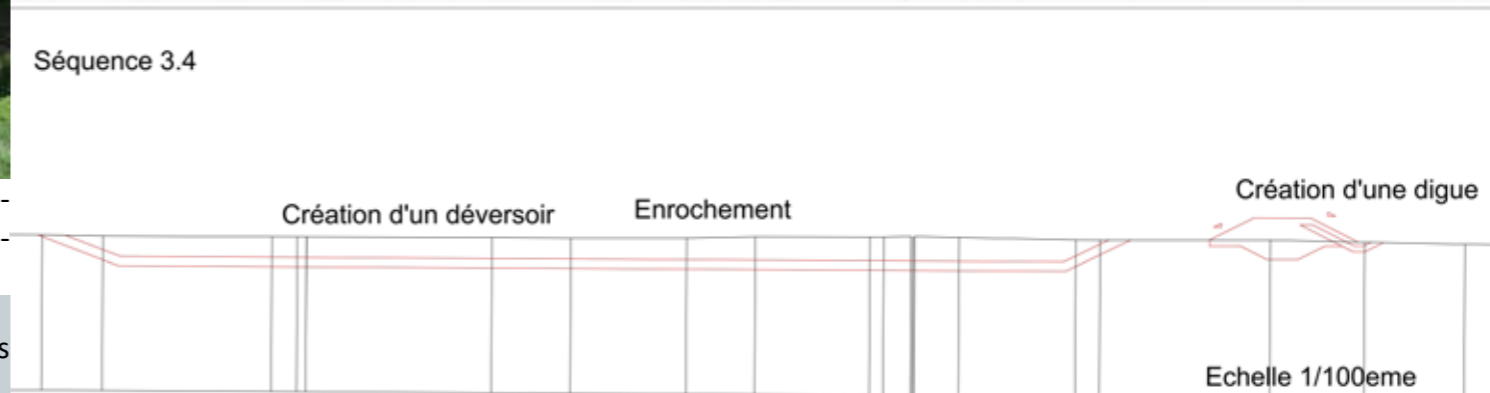 Séquence 3.4
Création d'un déversoir
Enrochement
Création d'une digue
-
-
s
Echelle 1/100eme